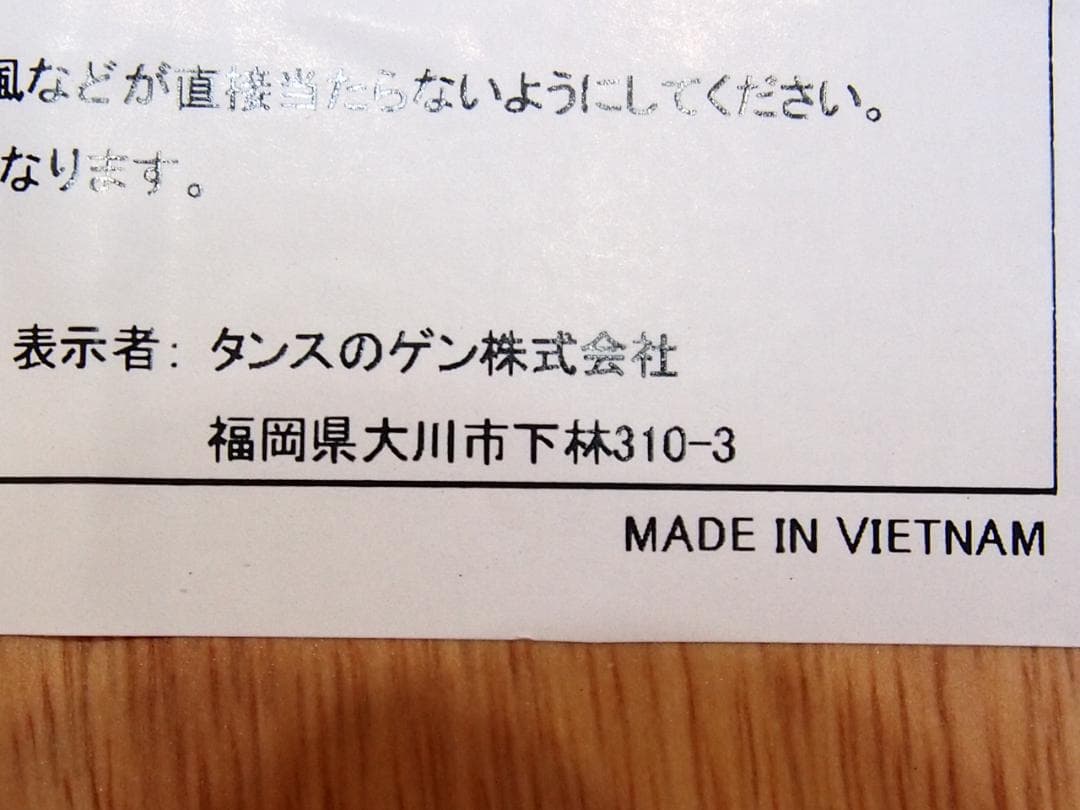 風などが直接当たらないようにしてください。
なります。
表示者: タンスのゲン株式会社
福岡県大川市下林310-3
MADE IN VIETNAM